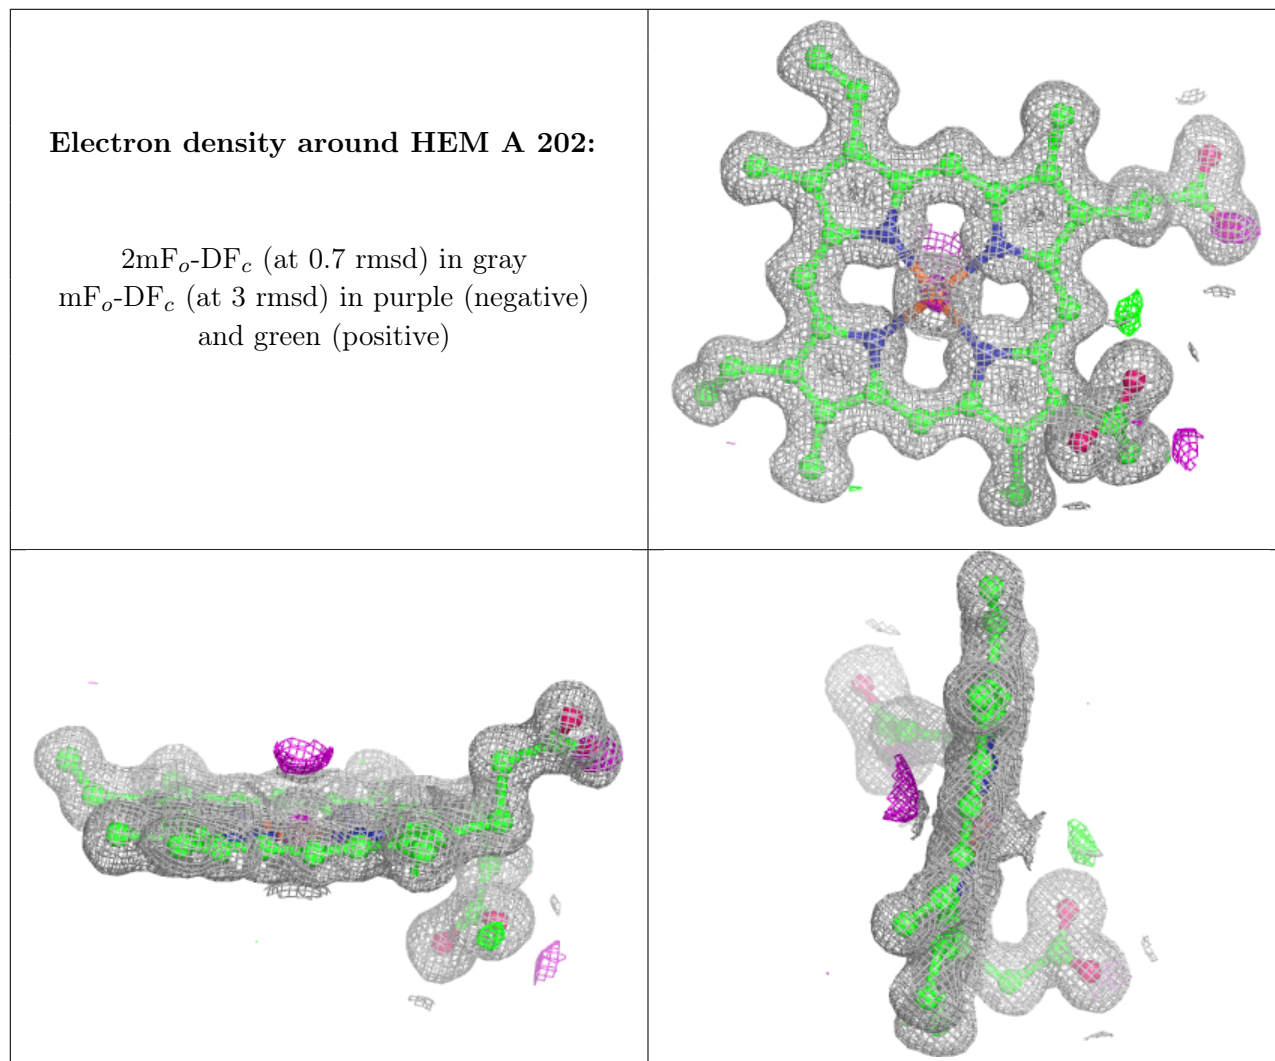 Electron density around HEM A 202:
2mFo-DFc (at 0.7 rmsd) in gray
mFo-DFc (at 3 rmsd) in purple (negative)
and green (positive)